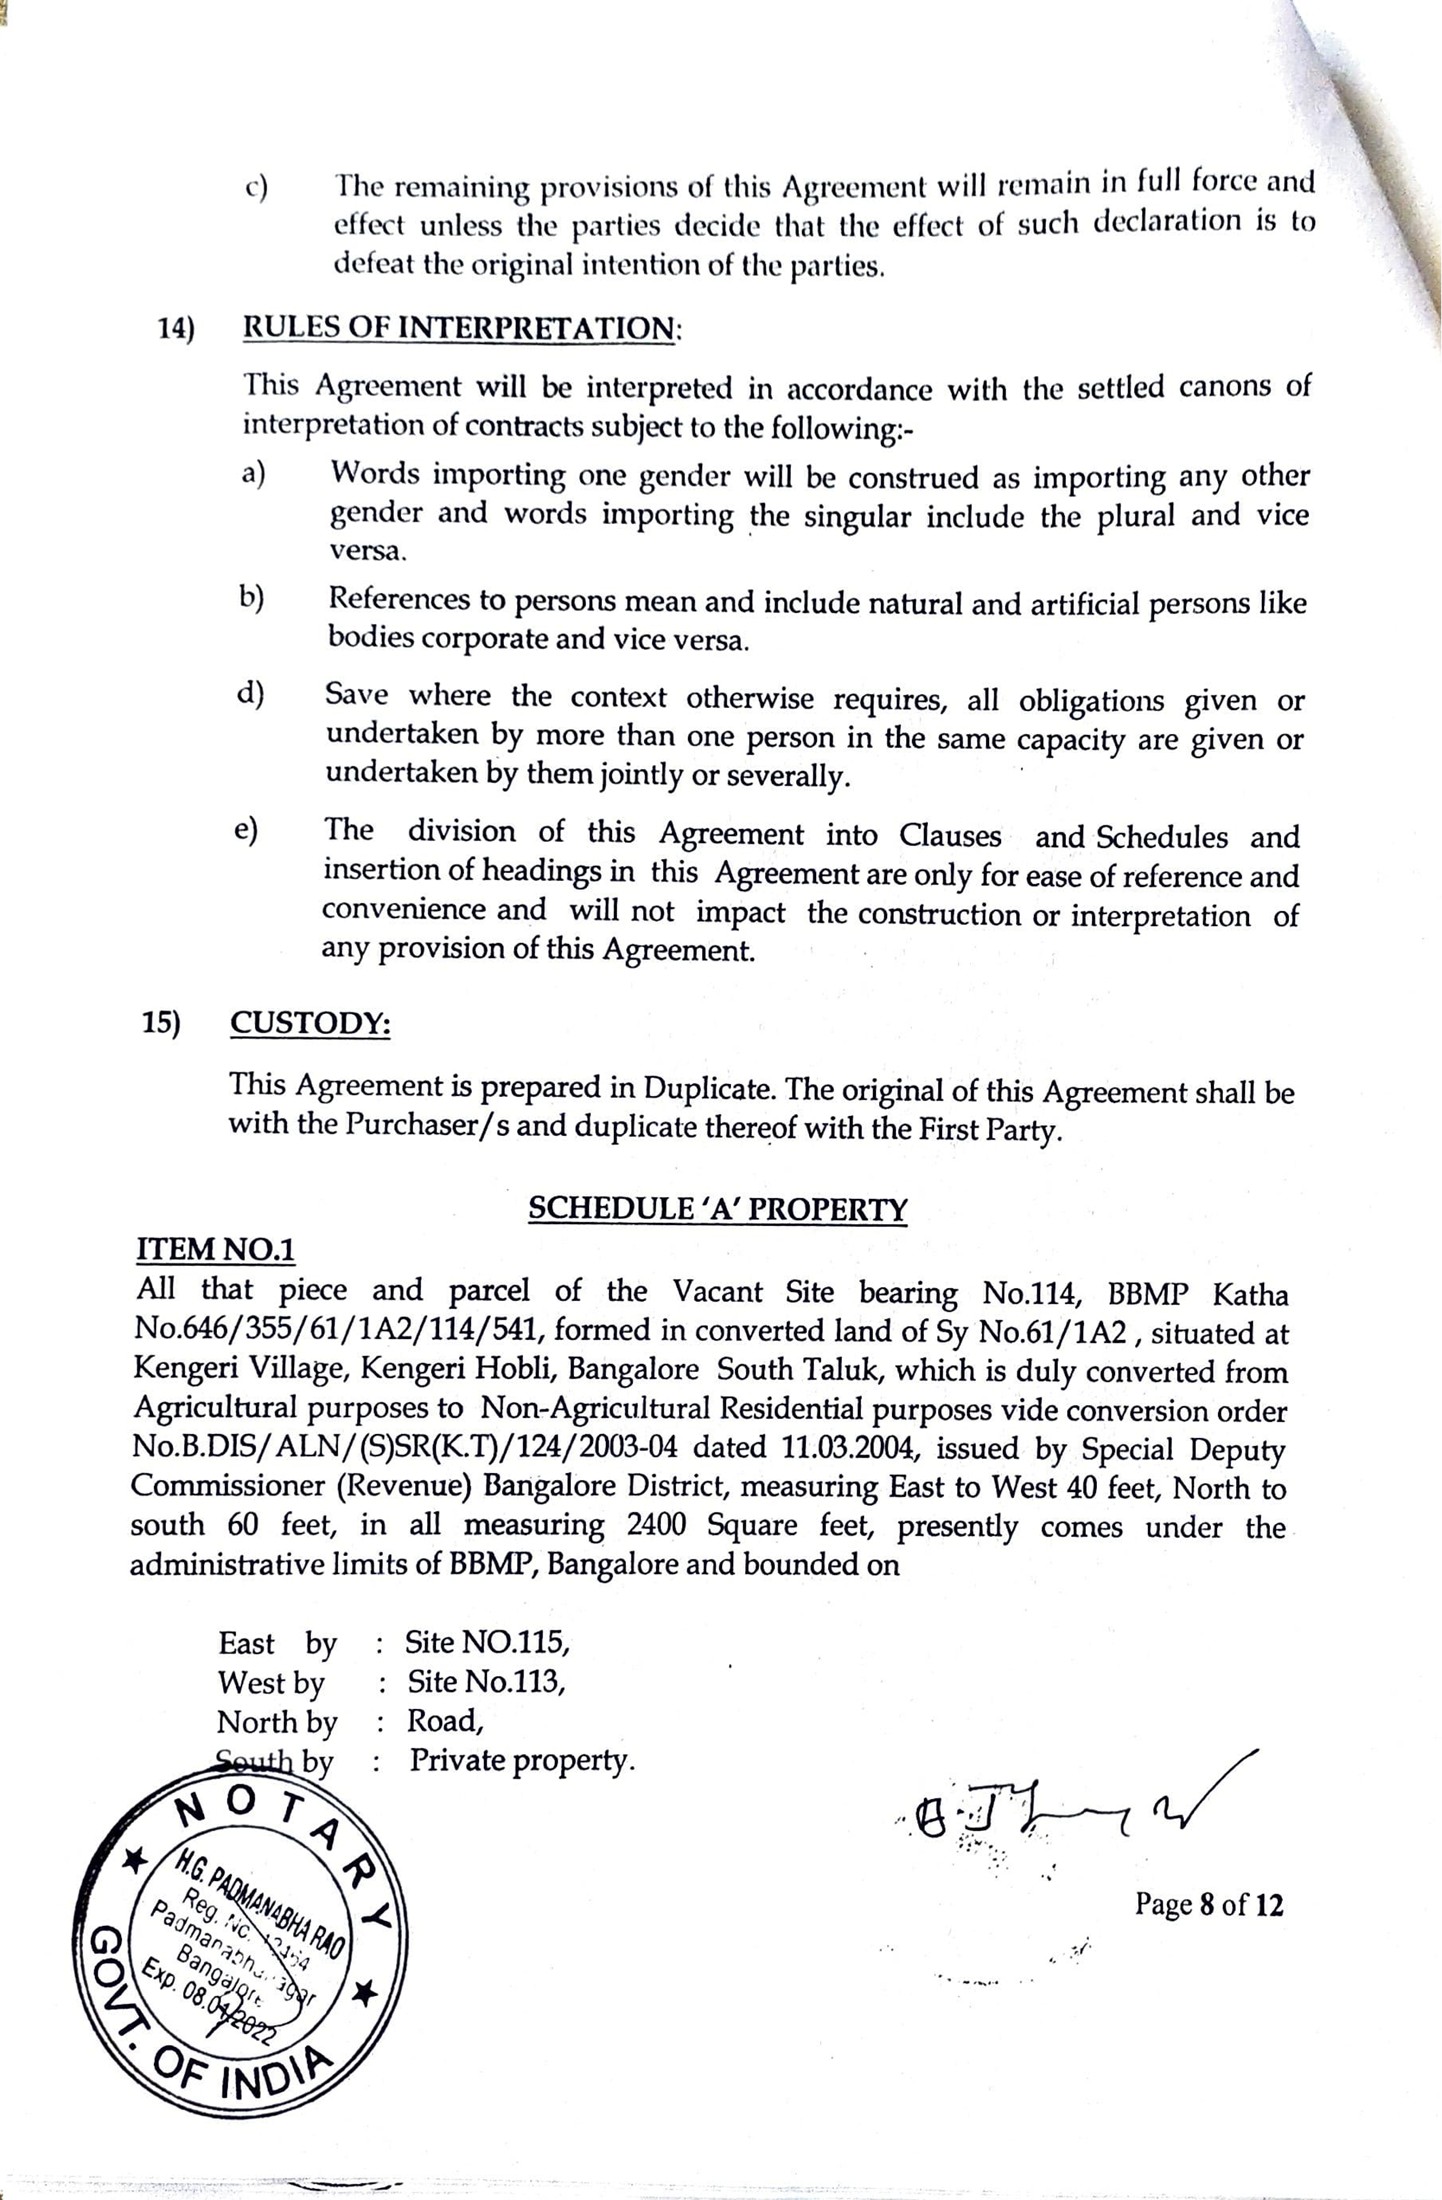 c) The remaining provisions of this Agreement will remain in full force and
effect unless the parties decide that the effect of such declaration is to
defeat the original intention of the parties.
14) RULES OF INTERPRETATION:
This Agreement will be interpreted in accordance with the settled canons of
interpretation of contracts subject to the following:-
a) Words importing one gender will be construed as importing any other
gender and words importing the singular include the plural and vice
versa.
b) References to persons mean and include natural and artificial persons like
bodies corporate and vice versa.
d) Save where the context otherwise requires, all obligations given or
undertaken by more than one person in the same capacity are given or
undertaken by them jointly or severally.
e) The division of this Agreement into Clauses and Schedules and
insertion of headings in this Agreement are only for ease of reference and
convenience and will not impact the construction or interpretation of
any provision of this Agreement.
15) CUSTODY:
This Agreement is prepared in Duplicate. The original of this Agreement shall be
with the Purchaser/s and duplicate thereof with the First Party.
SCHEDULE 'A' PROPERTY
ITEM NO.1
All that piece and parcel of the Vacant Site bearing No.114, BBMP Katha
No.646/355/61/1A2/114/541, formed in converted land of Sy No.61/1A2 , situated at
Kengeri Village, Kengeri Hobli, Bangalore South Taluk, which is duly converted from
Agricultural purposes to Non-Agricultural Residential purposes vide conversion order
No.B.DIS/ALN/(S)SR(K.T)/124/2003-04 dated 11.03.2004, issued by Special Deputy
Commissioner (Revenue) Bangalore District, measuring East to West 40 feet, North to
south 60 feet, in all measuring 2400 Square feet, presently comes under the
administrative limits of BBMP, Bangalore and bounded on
East by : Site NO.115,
West by : Site No.113,
North by : Road,
South by : Private property.
NOTARY
H.G. PADMANABHA RAO
Reg. No.
Bangalore
Exp. 08.01/2022
GOVT. OF INDIA
Page 8 of 12